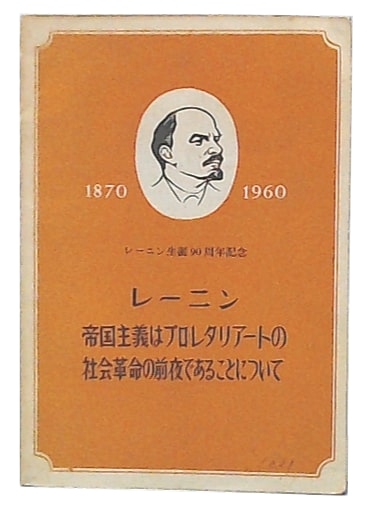 1870 1960
レーニン生誕90周年記念
レーニン
帝国主義はプロレタリアートの
社会革命の前夜であることについて